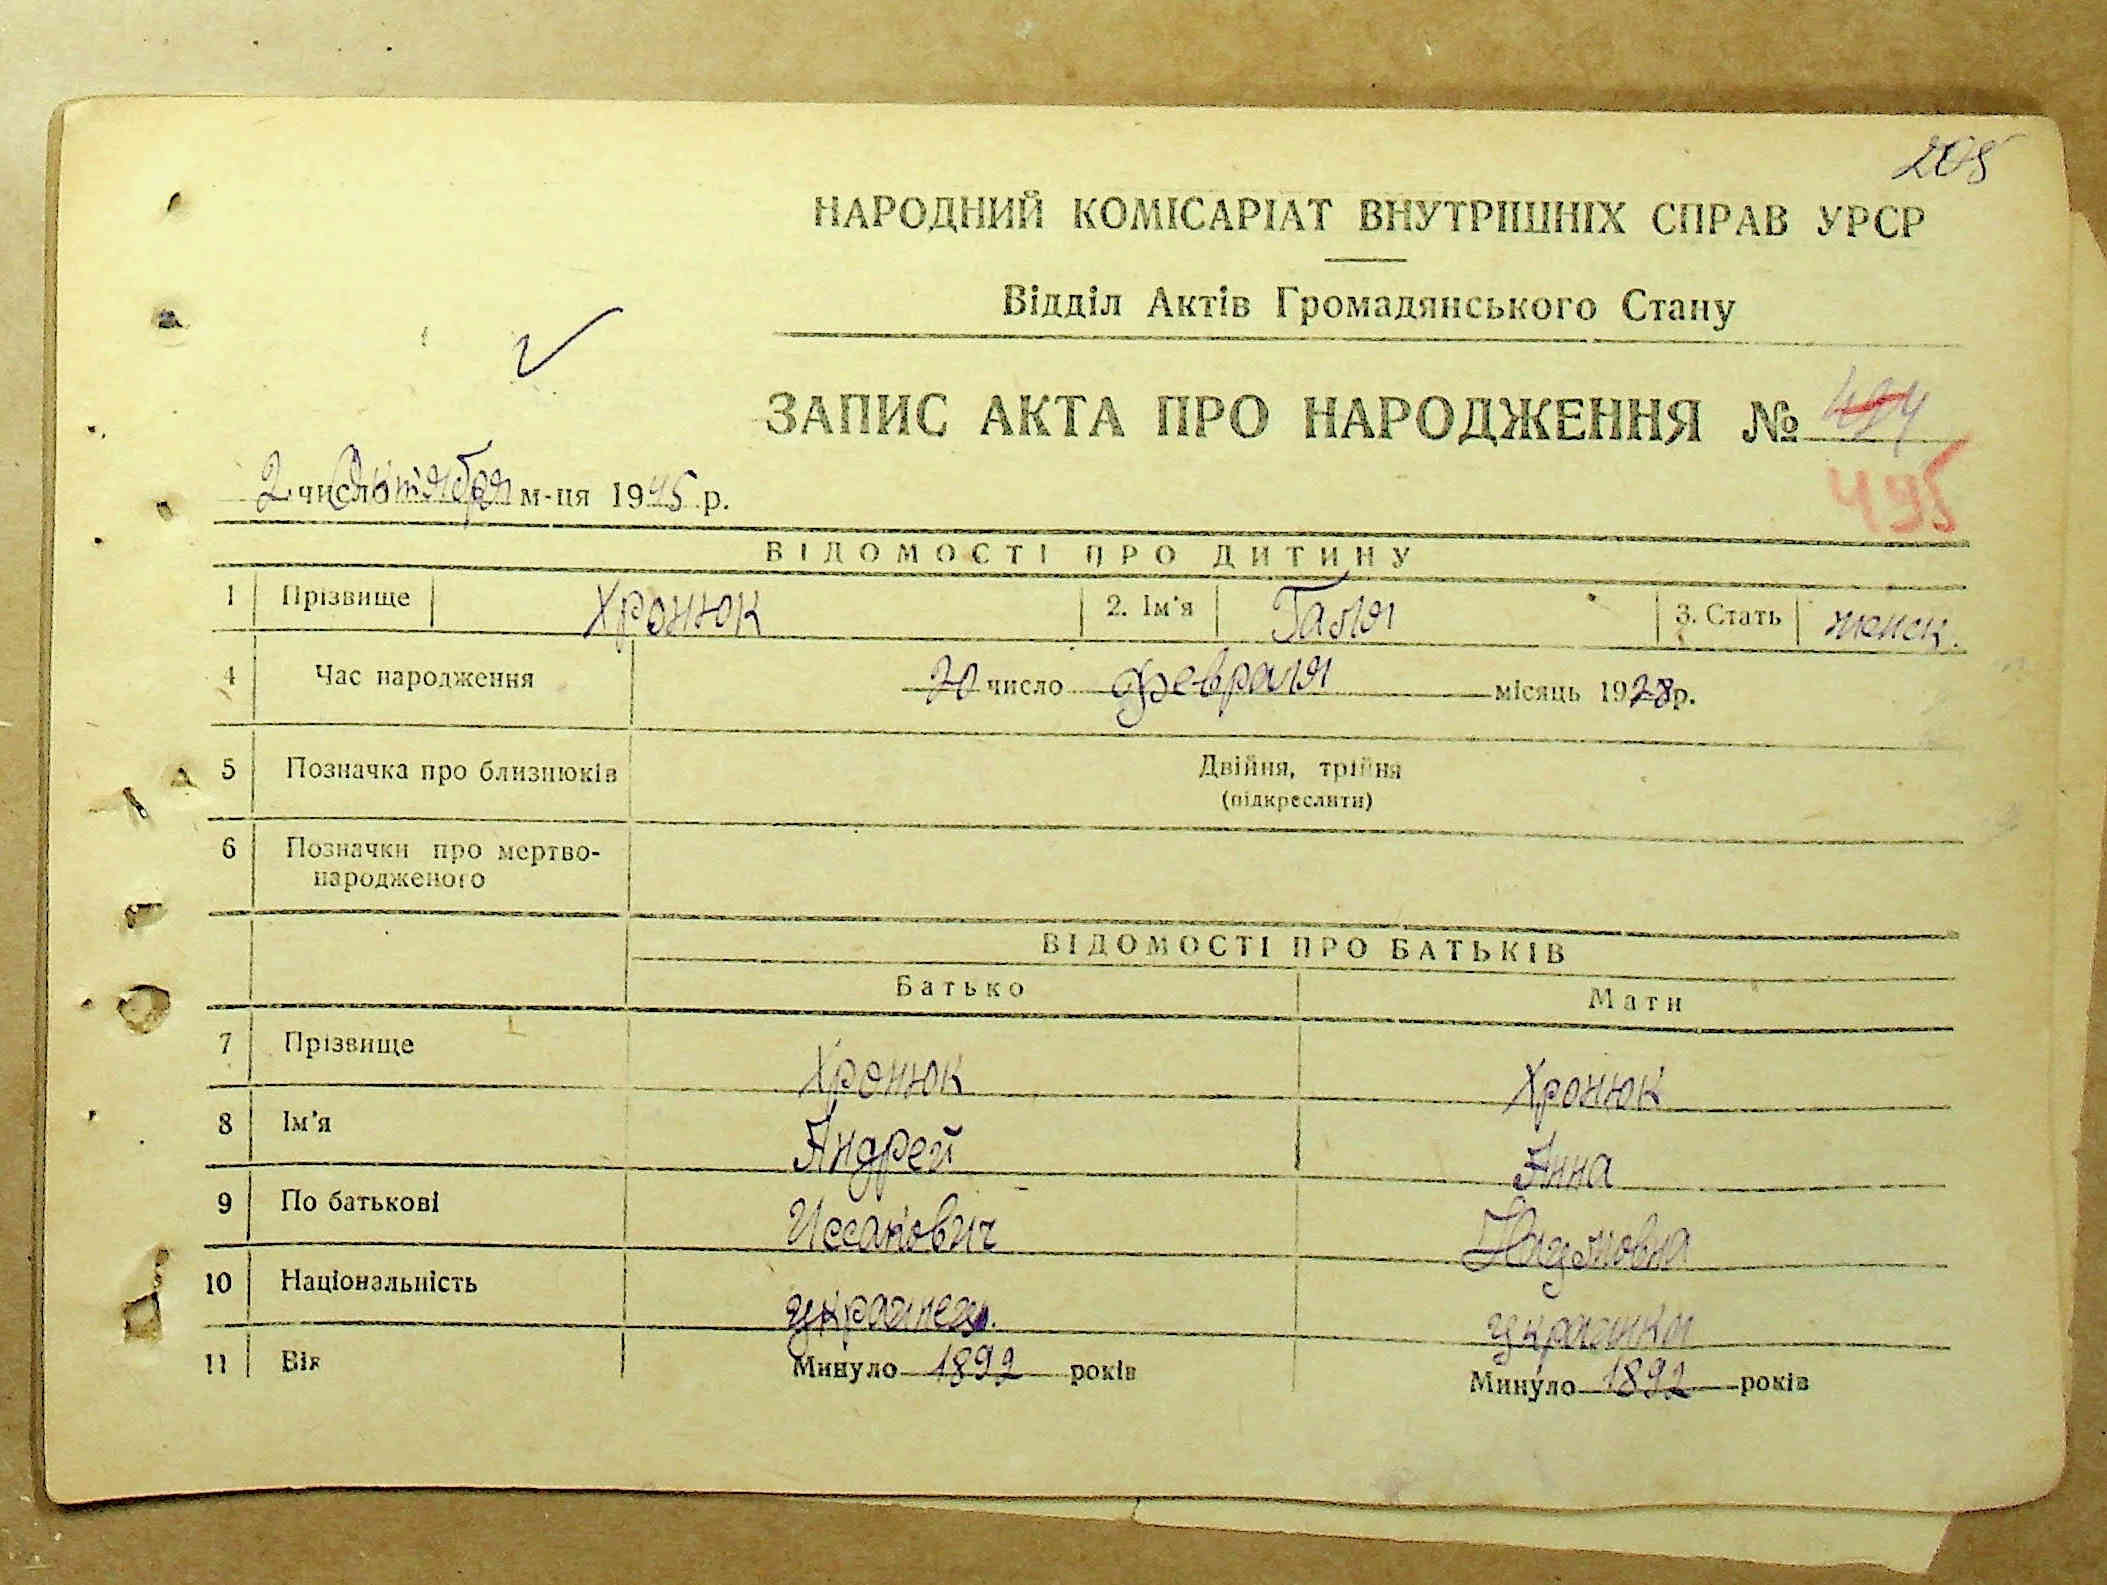 205
НАРОДНИЙ КОМІСАРІАТ ВНУТРІШНІХ СПРАВ УРСР
Відділ Актів Громадянського Стану
ЗАПИС АКТА ПРО НАРОДЖЕННЯ № 494
495
2 число Октября м-ця 1945 р.
ВІДОМОСТІ ПРО ДИТИНУ
1 Прізвище Хронюк 2. Ім'я Галя 3. Стать женск.
4 Час народження 20 число февраля місяць 1928 р.
5 Позначка про близнюків Двійня, трійня
(підкреслити)
6 Позначки про мертво-
народженого
ВІДОМОСТІ ПРО БАТЬКІВ
Батько Мати
7 Прізвище Хронюк Хронюк
8 Ім'я Андрей Анна
9 По батькові Иссакович
10 Національність украинец. украинка
11 Вік Минуло 1892 років Минуло 1892 років